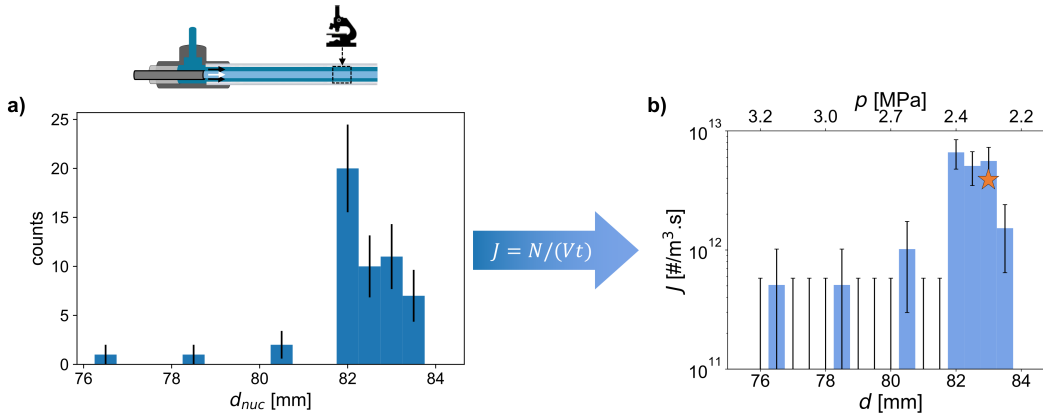 a)
25
20
15
10
5
0
counts
76 78 80 82 84
d_nuc [mm]
J = N/(Vt)
b)
p [MPa]
3.2 3.0 2.7 2.4 2.2
10^13
10^12
10^11
J [#/m^3.s]
76 78 80 82 84
d [mm]